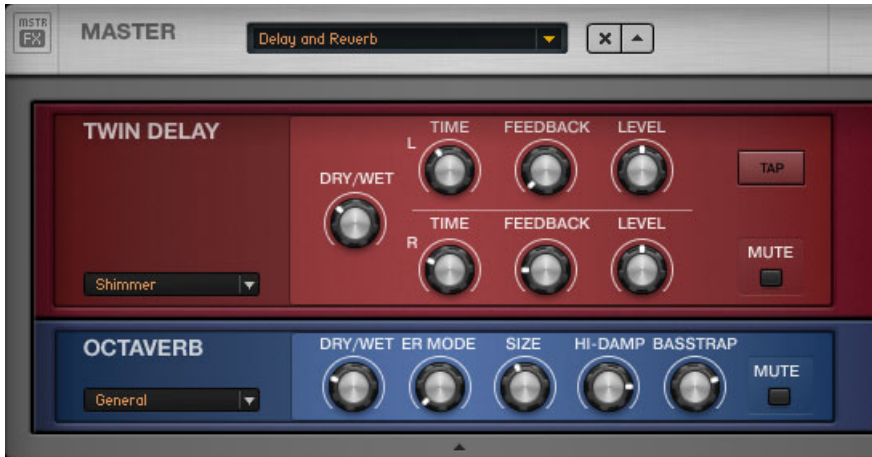 MSTR
FX
MASTER
Delay and Reverb
TWIN DELAY
TIME FEEDBACK LEVEL
L
TAP
DRY/WET
TIME FEEDBACK LEVEL
R
MUTE
Shimmer
OCTAVERB
DRY/WET ER MODE SIZE HI-DAMP BASSTRAP
MUTE
General